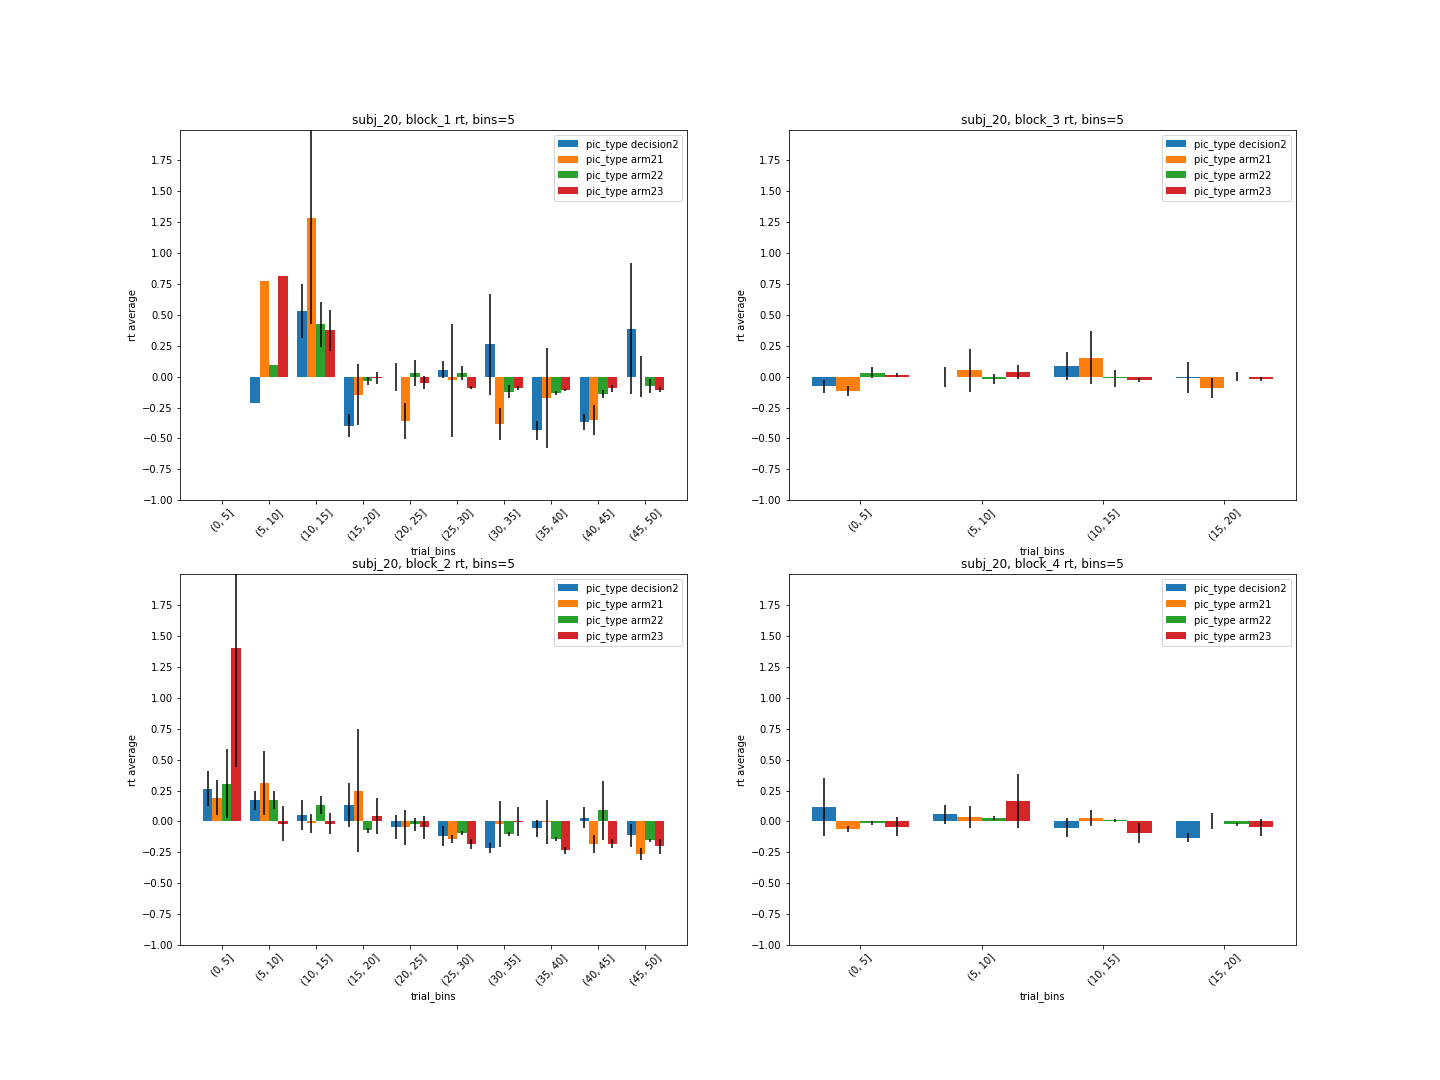 subj_20, block_1 rt, bins=5
pic_type decision2
pic_type arm21
pic_type arm22
pic_type arm23
1.75
1.50
1.25
1.00
0.75
0.50
0.25
0.00
−0.25
−0.50
−0.75
−1.00
rt average
(0, 5]
(5, 10]
(10, 15]
(15, 20]
(20, 25]
(25, 30]
(30, 35]
(35, 40]
(40, 45]
(45, 50]
trial_bins
subj_20, block_3 rt, bins=5
pic_type decision2
pic_type arm21
pic_type arm22
pic_type arm23
1.75
1.50
1.25
1.00
0.75
0.50
0.25
0.00
−0.25
−0.50
−0.75
−1.00
rt average
(0, 5]
(5, 10]
(10, 15]
(15, 20]
trial_bins
subj_20, block_2 rt, bins=5
pic_type decision2
pic_type arm21
pic_type arm22
pic_type arm23
1.75
1.50
1.25
1.00
0.75
0.50
0.25
0.00
−0.25
−0.50
−0.75
−1.00
rt average
(0, 5]
(5, 10]
(10, 15]
(15, 20]
(20, 25]
(25, 30]
(30, 35]
(35, 40]
(40, 45]
(45, 50]
trial_bins
subj_20, block_4 rt, bins=5
pic_type decision2
pic_type arm21
pic_type arm22
pic_type arm23
1.75
1.50
1.25
1.00
0.75
0.50
0.25
0.00
−0.25
−0.50
−0.75
−1.00
rt average
(0, 5]
(5, 10]
(10, 15]
(15, 20]
trial_bins